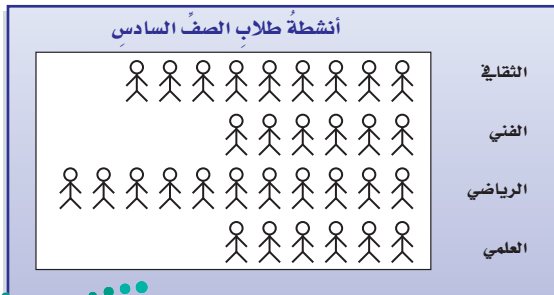 أنشطةُ طلابِ الصفِّ السادسِ
الثقافي
الفني
الرياضي
العلمي